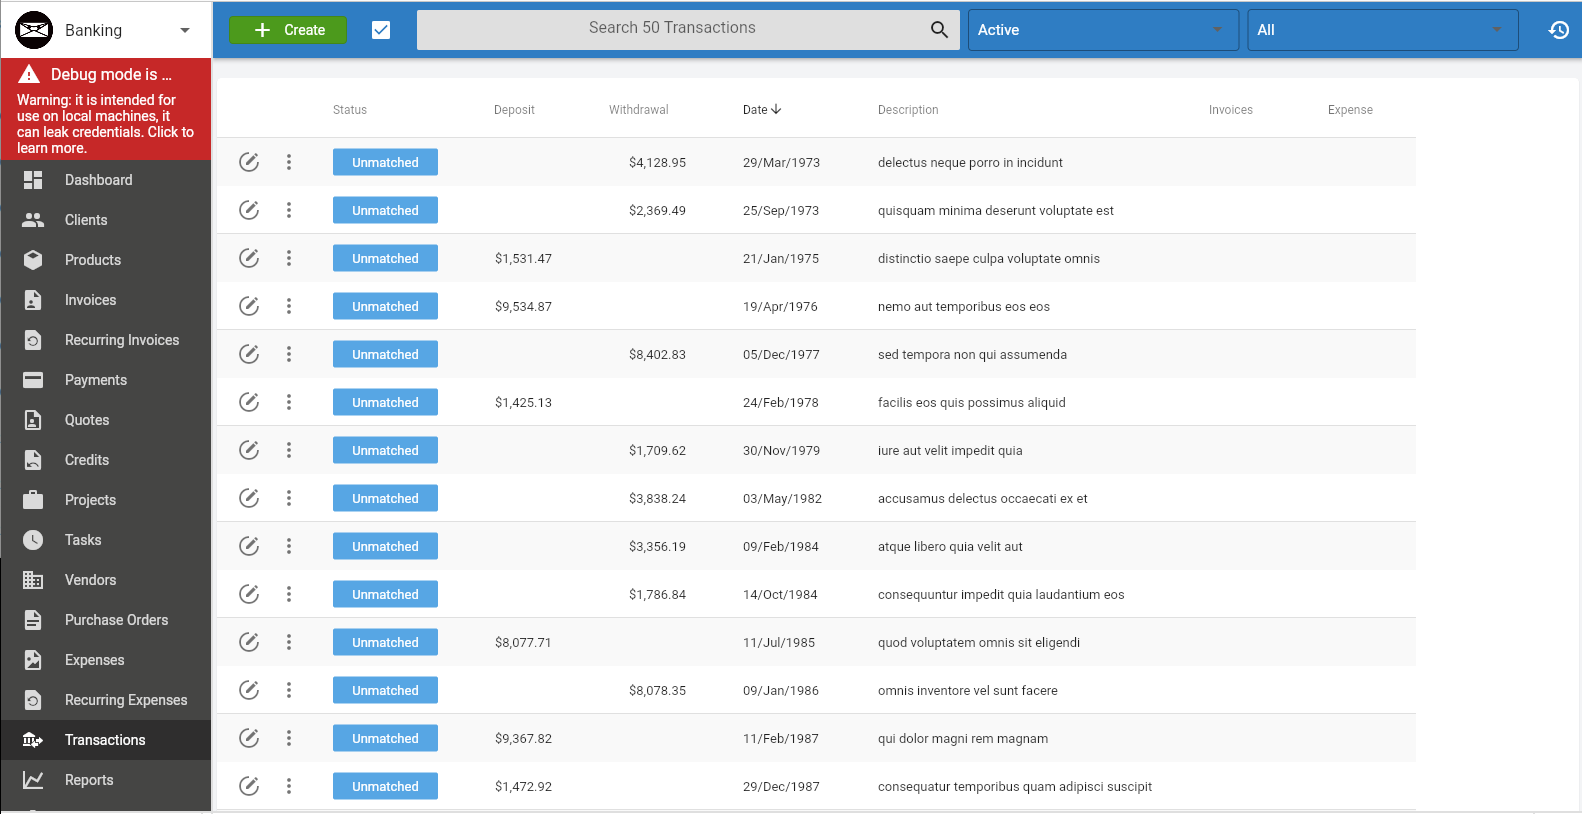 Banking
Create
Search 50 Transactions
Active
All
Debug mode is ...
Warning: it is intended for
use on local machines, it
can leak credentials. Click to
learn more.
Dashboard
Clients
Products
Invoices
Recurring Invoices
Payments
Quotes
Credits
Projects
Tasks
Vendors
Purchase Orders
Expenses
Recurring Expenses
Transactions
Reports
Status Deposit Withdrawal Date Description Invoices Expense
Unmatched $4,128.95 29/Mar/1973 delectus neque porro in incidunt
Unmatched $2,369.49 25/Sep/1973 quisquam minima deserunt voluptate est
Unmatched $1,531.47 21/Jan/1975 distinctio saepe culpa voluptate omnis
Unmatched $9,534.87 19/Apr/1976 nemo aut temporibus eos eos
Unmatched $8,402.83 05/Dec/1977 sed tempora non qui assumenda
Unmatched $1,425.13 24/Feb/1978 facilis eos quis possimus aliquid
Unmatched $1,709.62 30/Nov/1979 iure aut velit impedit quia
Unmatched $3,838.24 03/May/1982 accusamus delectus occaecati ex et
Unmatched $3,356.19 09/Feb/1984 atque libero quia velit aut
Unmatched $1,786.84 14/Oct/1984 consequuntur impedit quia laudantium eos
Unmatched $8,077.71 11/Jul/1985 quod voluptatem omnis sit eligendi
Unmatched $8,078.35 09/Jan/1986 omnis inventore vel sunt facere
Unmatched $9,367.82 11/Feb/1987 qui dolor magni rem magnam
Unmatched $1,472.92 29/Dec/1987 consequatur temporibus quam adipisci suscipit